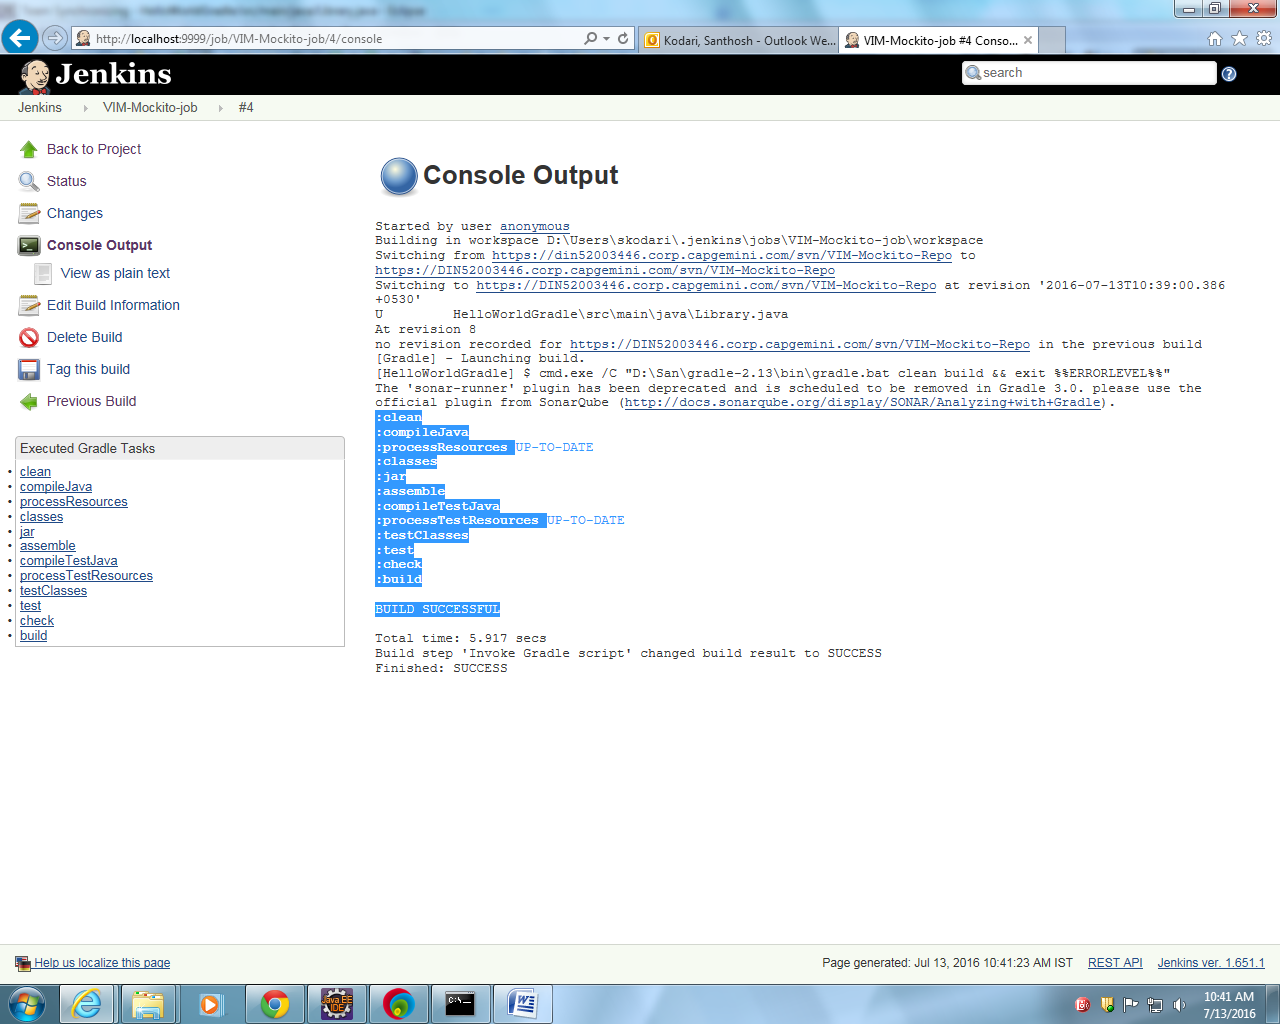 http://localhost:9999/job/VIM-Mockito-job/4/console
Kodari, Santhosh - Outlook We...
VIM-Mockito-job #4 Conso...
Jenkins
search
Jenkins
VIM-Mockito-job
#4
Back to Project
Status
Changes
Console Output
View as plain text
Edit Build Information
Delete Build
Tag this build
Previous Build
Executed Gradle Tasks
clean
compileJava
processResources
classes
jar
assemble
compileTestJava
processTestResources
testClasses
test
check
build
Console Output
Started by user anonymous
Building in workspace D:\Users\skodari\.jenkins\jobs\VIM-Mockito-job\workspace
Switching from https://din52003446.corp.capgemini.com/svn/VIM-Mockito-Repo to
https://DIN52003446.corp.capgemini.com/svn/VIM-Mockito-Repo
Switching to https://DIN52003446.corp.capgemini.com/svn/VIM-Mockito-Repo at revision '2016-07-13T10:39:00.386
+0530'
U         HelloWorldGradle\src\main\java\Library.java
At revision 8
no revision recorded for https://DIN52003446.corp.capgemini.com/svn/VIM-Mockito-Repo in the previous build
[Gradle] - Launching build.
[HelloWorldGradle] $ cmd.exe /C "D:\San\gradle-2.13\bin\gradle.bat clean build && exit %%ERRORLEVEL%%"
The 'sonar-runner' plugin has been deprecated and is scheduled to be removed in Gradle 3.0. please use the
official plugin from SonarQube (http://docs.sonarqube.org/display/SONAR/Analyzing+with+Gradle).
:clean
:compileJava
:processResources UP-TO-DATE
:classes
:jar
:assemble
:compileTestJava
:processTestResources UP-TO-DATE
:testClasses
:test
:check
:build
BUILD SUCCESSFUL
Total time: 5.917 secs
Build step 'Invoke Gradle script' changed build result to SUCCESS
Finished: SUCCESS
Help us localize this page
Page generated: Jul 13, 2016 10:41:23 AM IST
REST API
Jenkins ver. 1.651.1
Java EE
IDE
C:\.
10:41 AM
7/13/2016